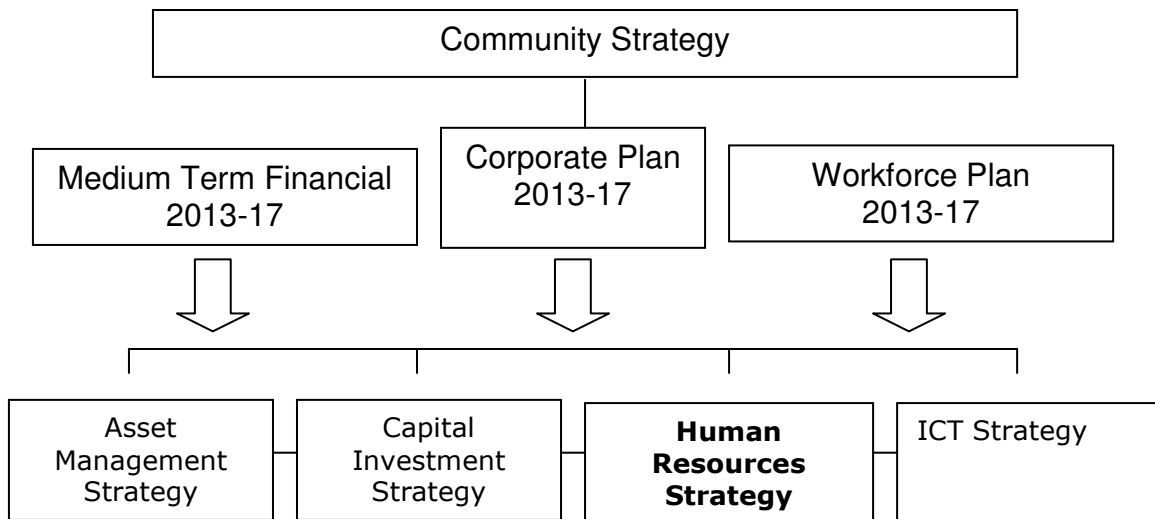 Community Strategy
Medium Term Financial
2013-17
Corporate Plan
2013-17
Workforce Plan
2013-17
Asset
Management
Strategy
Capital
Investment
Strategy
Human
Resources
Strategy
ICT Strategy